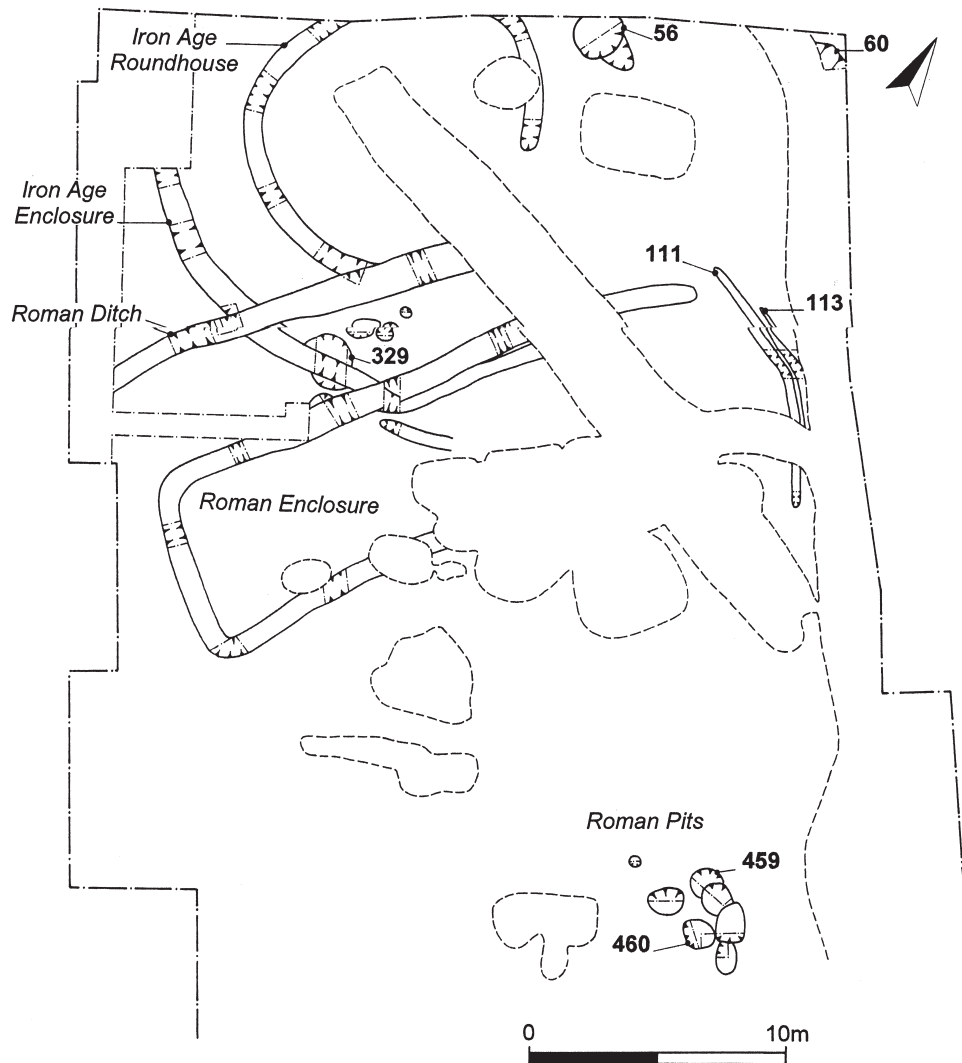 Iron Age
Roundhouse
56
60
Iron Age
Enclosure
111
113
Roman Ditch
329
Roman Enclosure
Roman Pits
459
460
0
10m